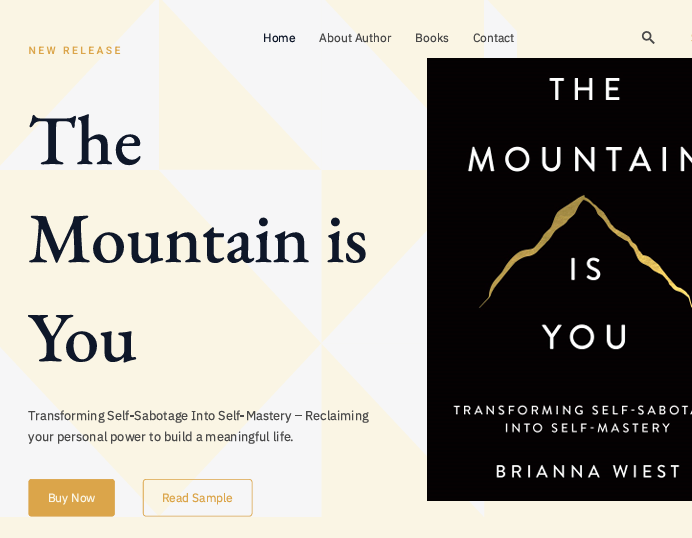 Home About Author Books Contact
NEW RELEASE
The
Mountain is
You
Transforming Self-Sabotage Into Self-Mastery – Reclaiming
your personal power to build a meaningful life.
Buy Now Read Sample
THE
MOUNTAIN
IS
YOU
TRANSFORMING SELF-SABOTA
INTO SELF-MASTERY
BRIANNA WIEST